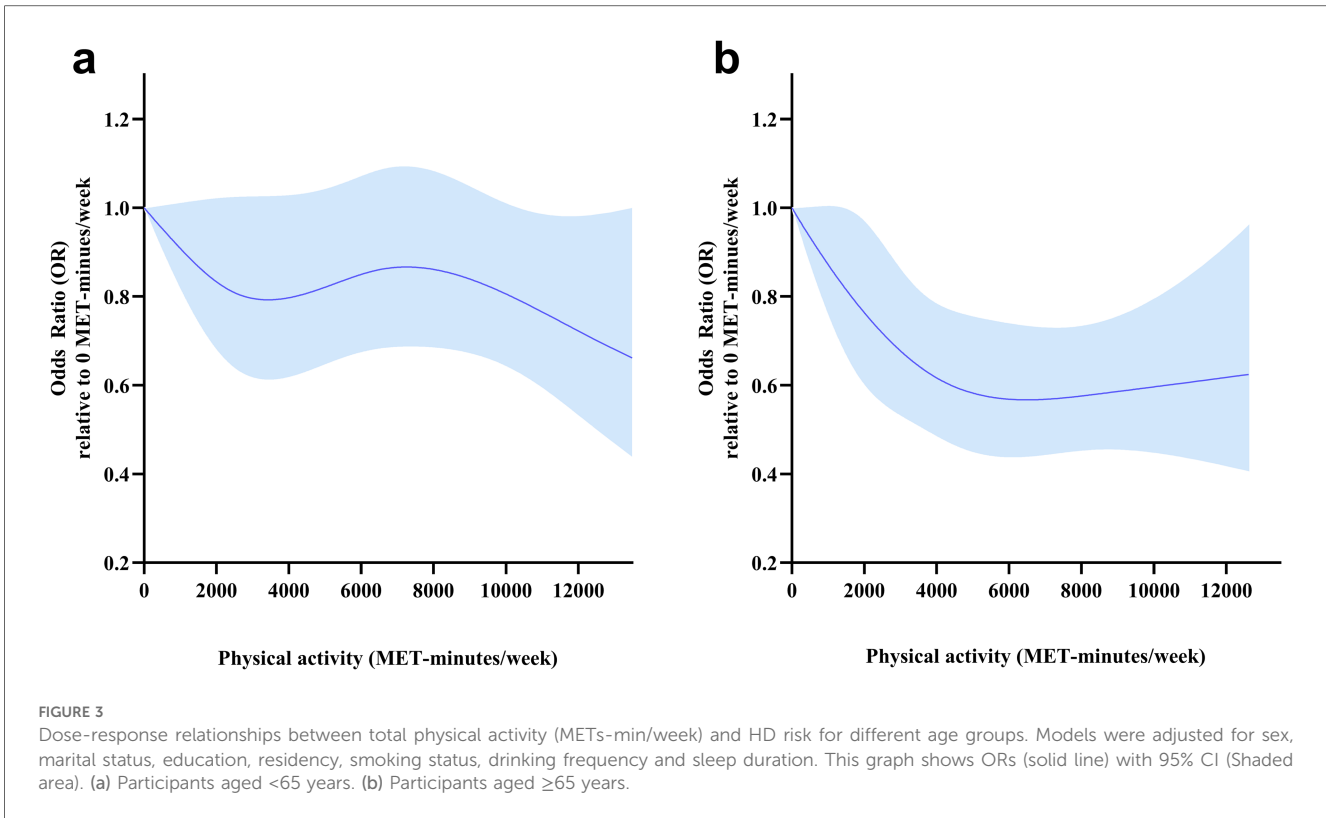 a
1.2
1.0
0.8
0.6
0.4
0.2
Odds Ratio (OR)
relative to 0 MET-minues/week
0 2000 4000 6000 8000 10000 12000
Physical activity (MET-minutes/week)
b
1.2
1.0
0.8
0.6
0.4
0.2
Odds Ratio (OR)
relative to 0 MET-minues/week
0 2000 4000 6000 8000 10000 12000
Physical activity (MET-minutes/week)
FIGURE 3
Dose-response relationships between total physical activity (METs-min/week) and HD risk for different age groups. Models were adjusted for sex,
marital status, education, residency, smoking status, drinking frequency and sleep duration. This graph shows ORs (solid line) with 95% CI (Shaded
area). (a) Participants aged <65 years. (b) Participants aged ≥65 years.